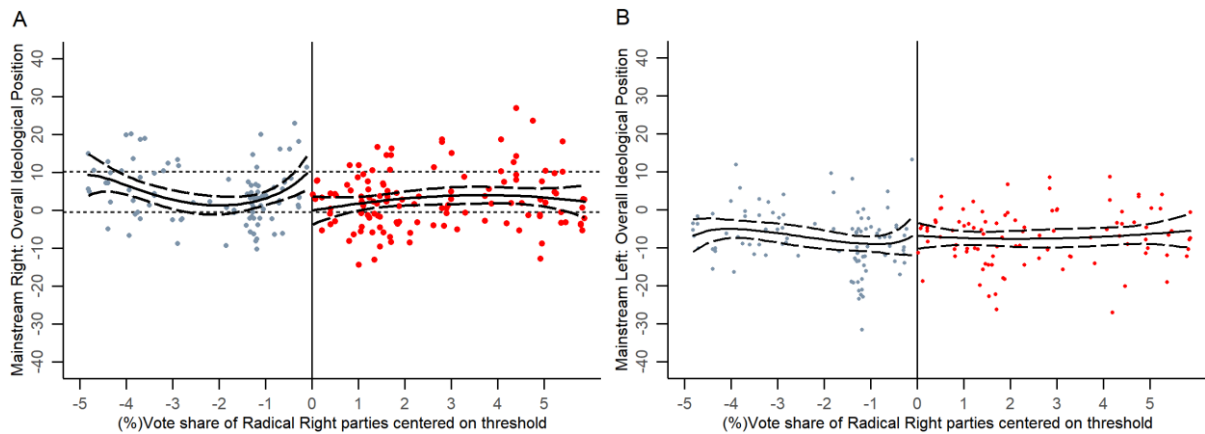 A
Mainstream Right: Overall Ideological Position
40
30
20
10
0
-10
-20
-30
-40
-5 -4 -3 -2 -1 0 1 2 3 4 5
(%)Vote share of Radical Right parties centered on threshold
B
Mainstream Left: Overall Ideological Position
40
30
20
10
0
-10
-20
-30
-40
-5 -4 -3 -2 -1 0 1 2 3 4 5
(%)Vote share of Radical Right parties centered on threshold